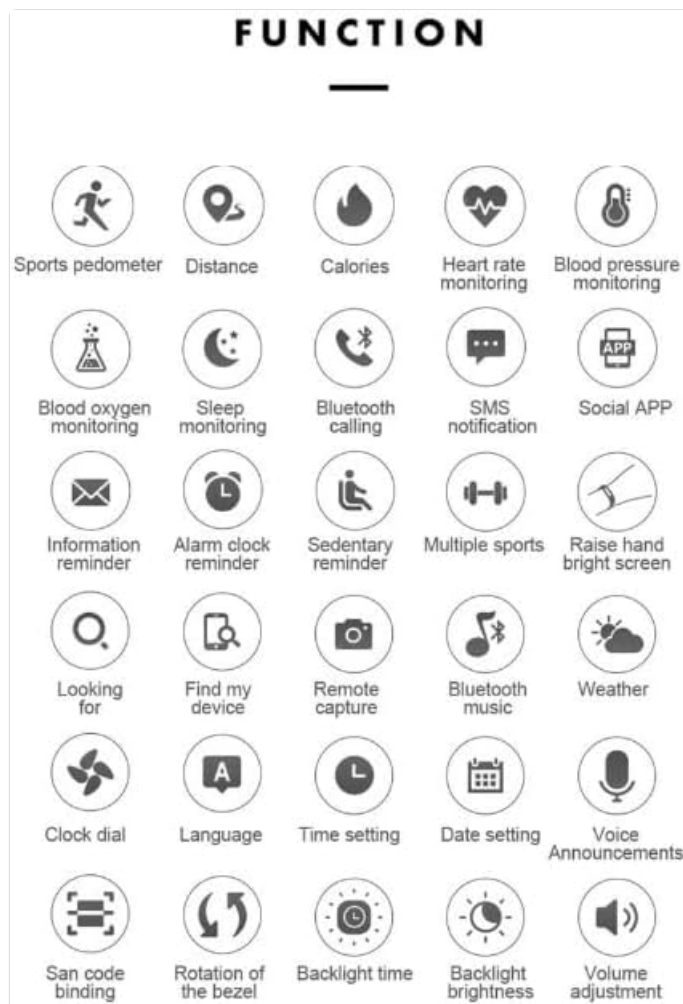 FUNCTION
Sports pedometer
Distance
Calories
Heart rate
monitoring
Blood pressure
monitoring
Blood oxygen
monitoring
Sleep
monitoring
Bluetooth
calling
SMS
notification
APP
Social APP
Information
reminder
Alarm clock
reminder
Sedentary
reminder
Multiple sports
Raise hand
bright screen
Looking
for
Find my
device
Remote
capture
Bluetooth
music
Weather
Clock dial
A
Language
Time setting
Date setting
Voice
Announcements
San code
binding
Rotation of
the bezel
Backlight time
Backlight
brightness
Volume
adjustment